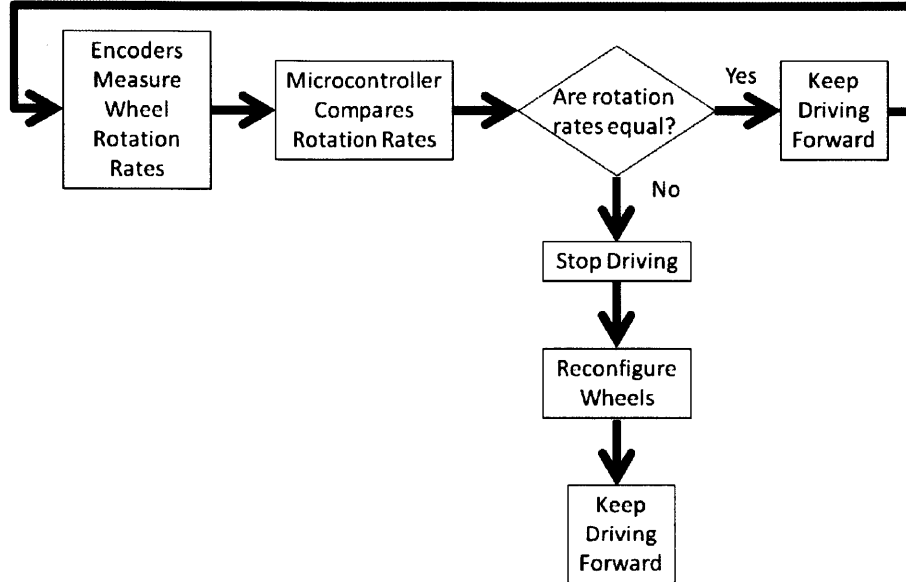 Encoders
Measure
Wheel
Rotation
Rates
Microcontroller
Compares
Rotation Rates
Are rotation
rates equal?
Yes
Keep
Driving
Forward
No
Stop Driving
Reconfigure
Wheels
Keep
Driving
Forward